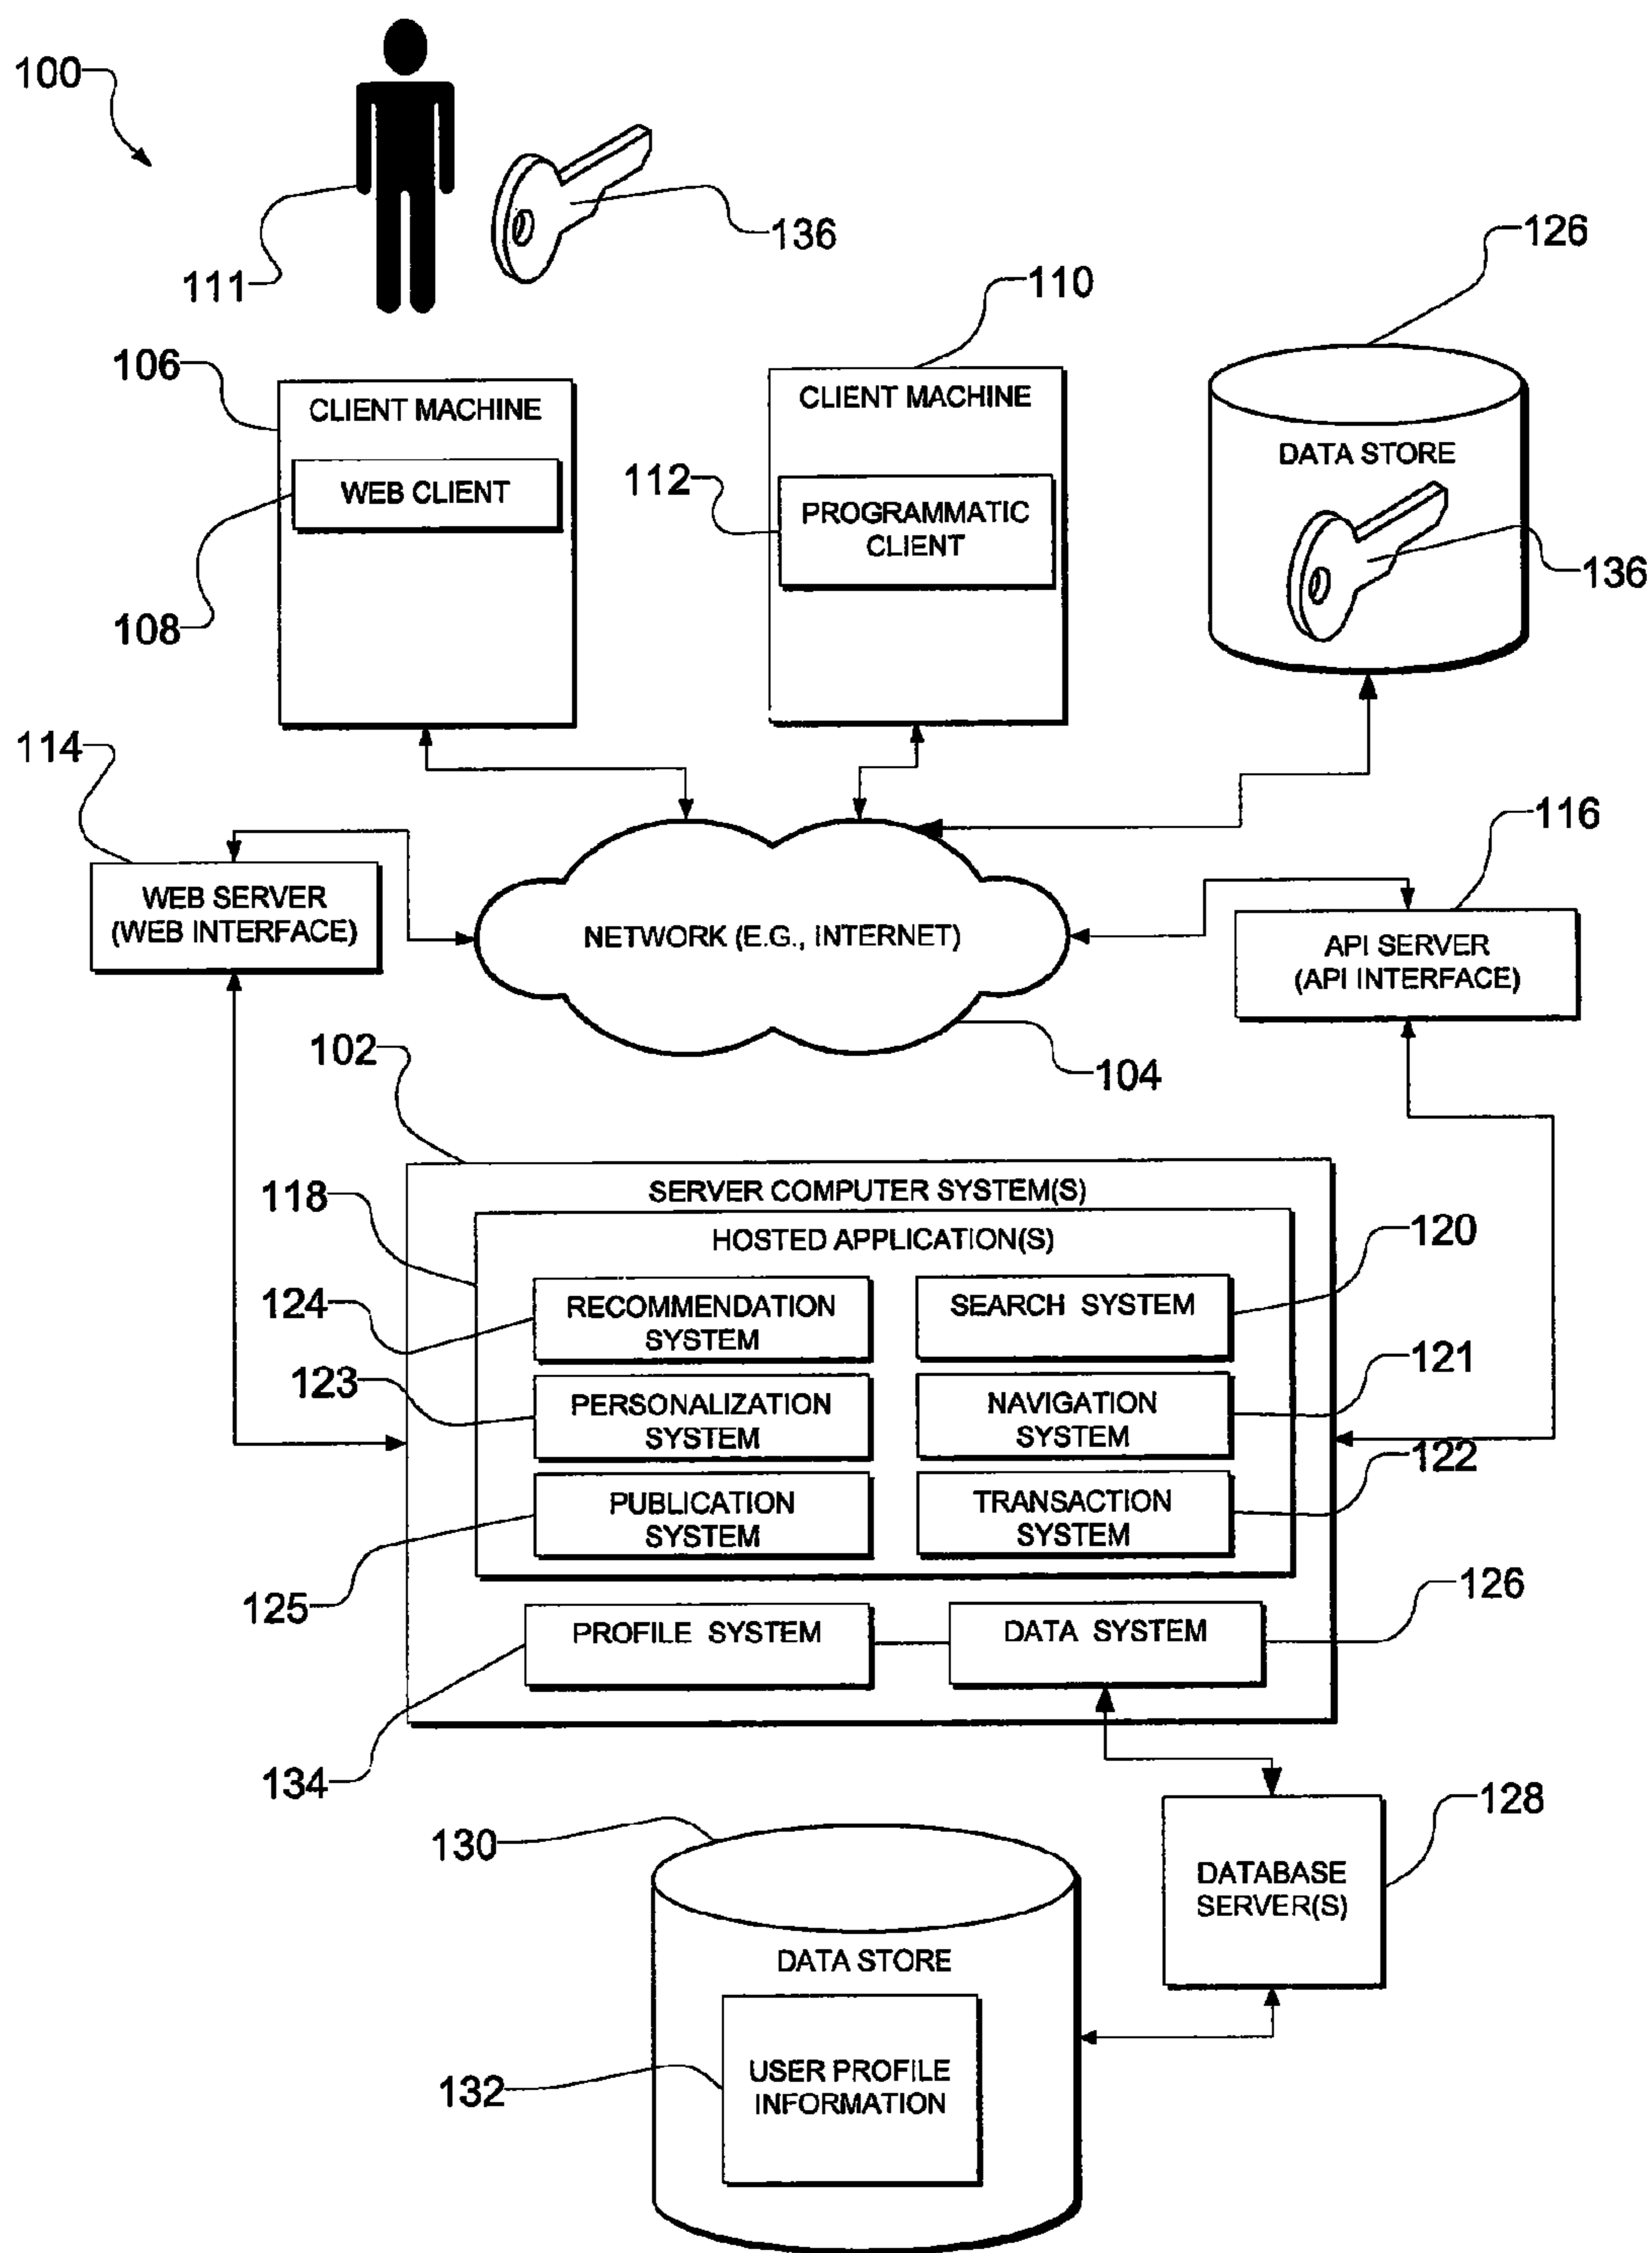 100
136
111
126
110
106
CLIENT MACHINE
CLIENT MACHINE
DATA STORE
WEB CLIENT
112
PROGRAMMATIC
CLIENT
136
108
114
116
WEB SERVER
(WEB INTERFACE)
NETWORK (E.G., INTERNET)
API SERVER
(API INTERFACE)
102
104
SERVER COMPUTER SYSTEM(S)
118
HOSTED APPLICATION(S)
120
124
RECOMMENDATION
SYSTEM
SEARCH SYSTEM
121
123
PERSONALIZATION
SYSTEM
NAVIGATION
SYSTEM
122
PUBLICATION
SYSTEM
TRANSACTION
SYSTEM
125
126
PROFILE SYSTEM
DATA SYSTEM
134
128
130
DATABASE
SERVER(S)
DATA STORE
132
USER PROFILE
INFORMATION